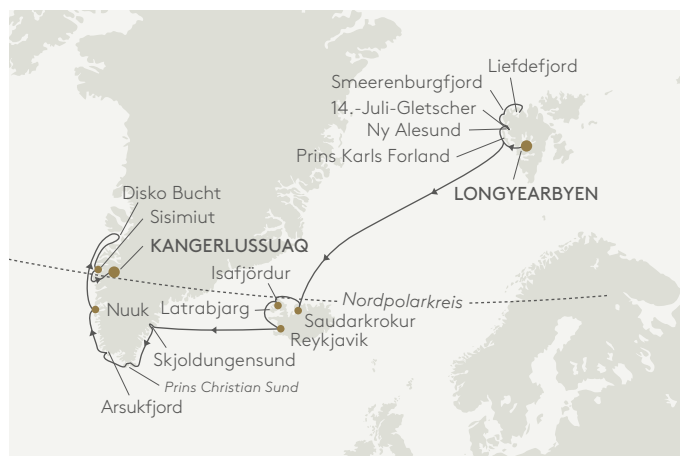 Liefdefjord
Smeerenburgfjord
14.-Juli-Gletscher
Ny Alesund
Prins Karls Forland
LONGYEARBYEN
Disko Bucht
Sisimiut
KANGERLUSSUAQ
Isafjördur
Nordpolarkreis
Nuuk
Latrabjarg
Saudarkrokur
Reykjavik
Skjoldungensund
Prins Christian Sund
Arsukfjord